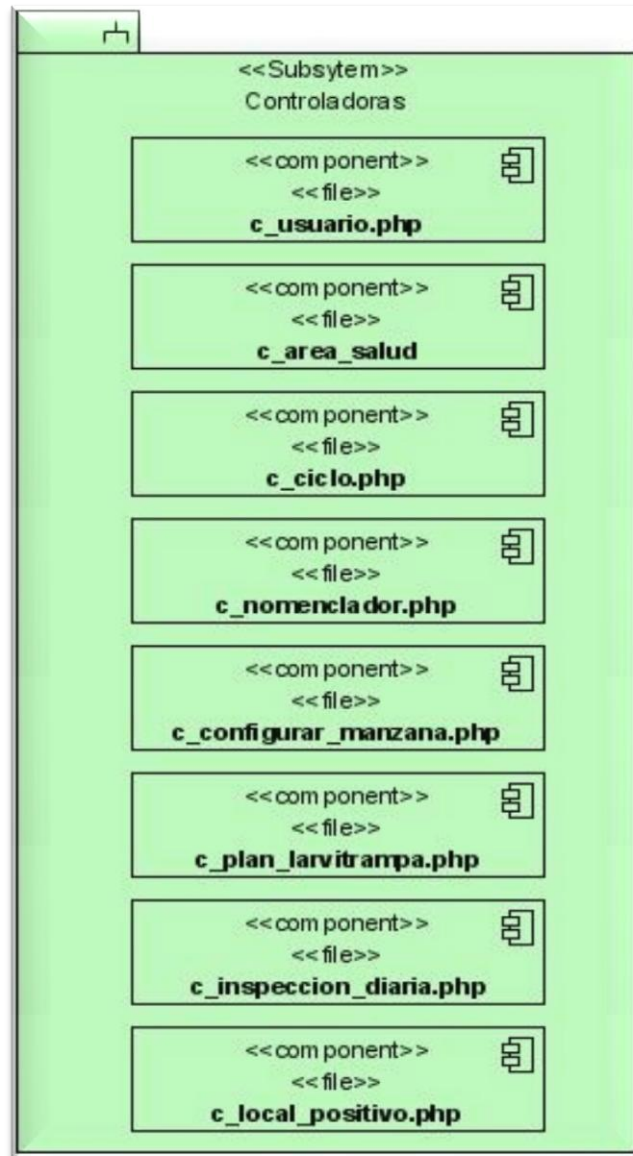 <<Subsytem>>
Controladoras
<<component>>
<<file>>
c_usuario.php
<<component>>
<<file>>
c_area_salud
<<component>>
<<file>>
c_ciclo.php
<<component>>
<<file>>
c_nomenclador.php
<<component>>
<<file>>
c_configurar_manzana.php
<<component>>
<<file>>
c_plan_larvitrampa.php
<<component>>
<<file>>
c_inspeccion_diaria.php
<<component>>
<<file>>
c_local_positivo.php